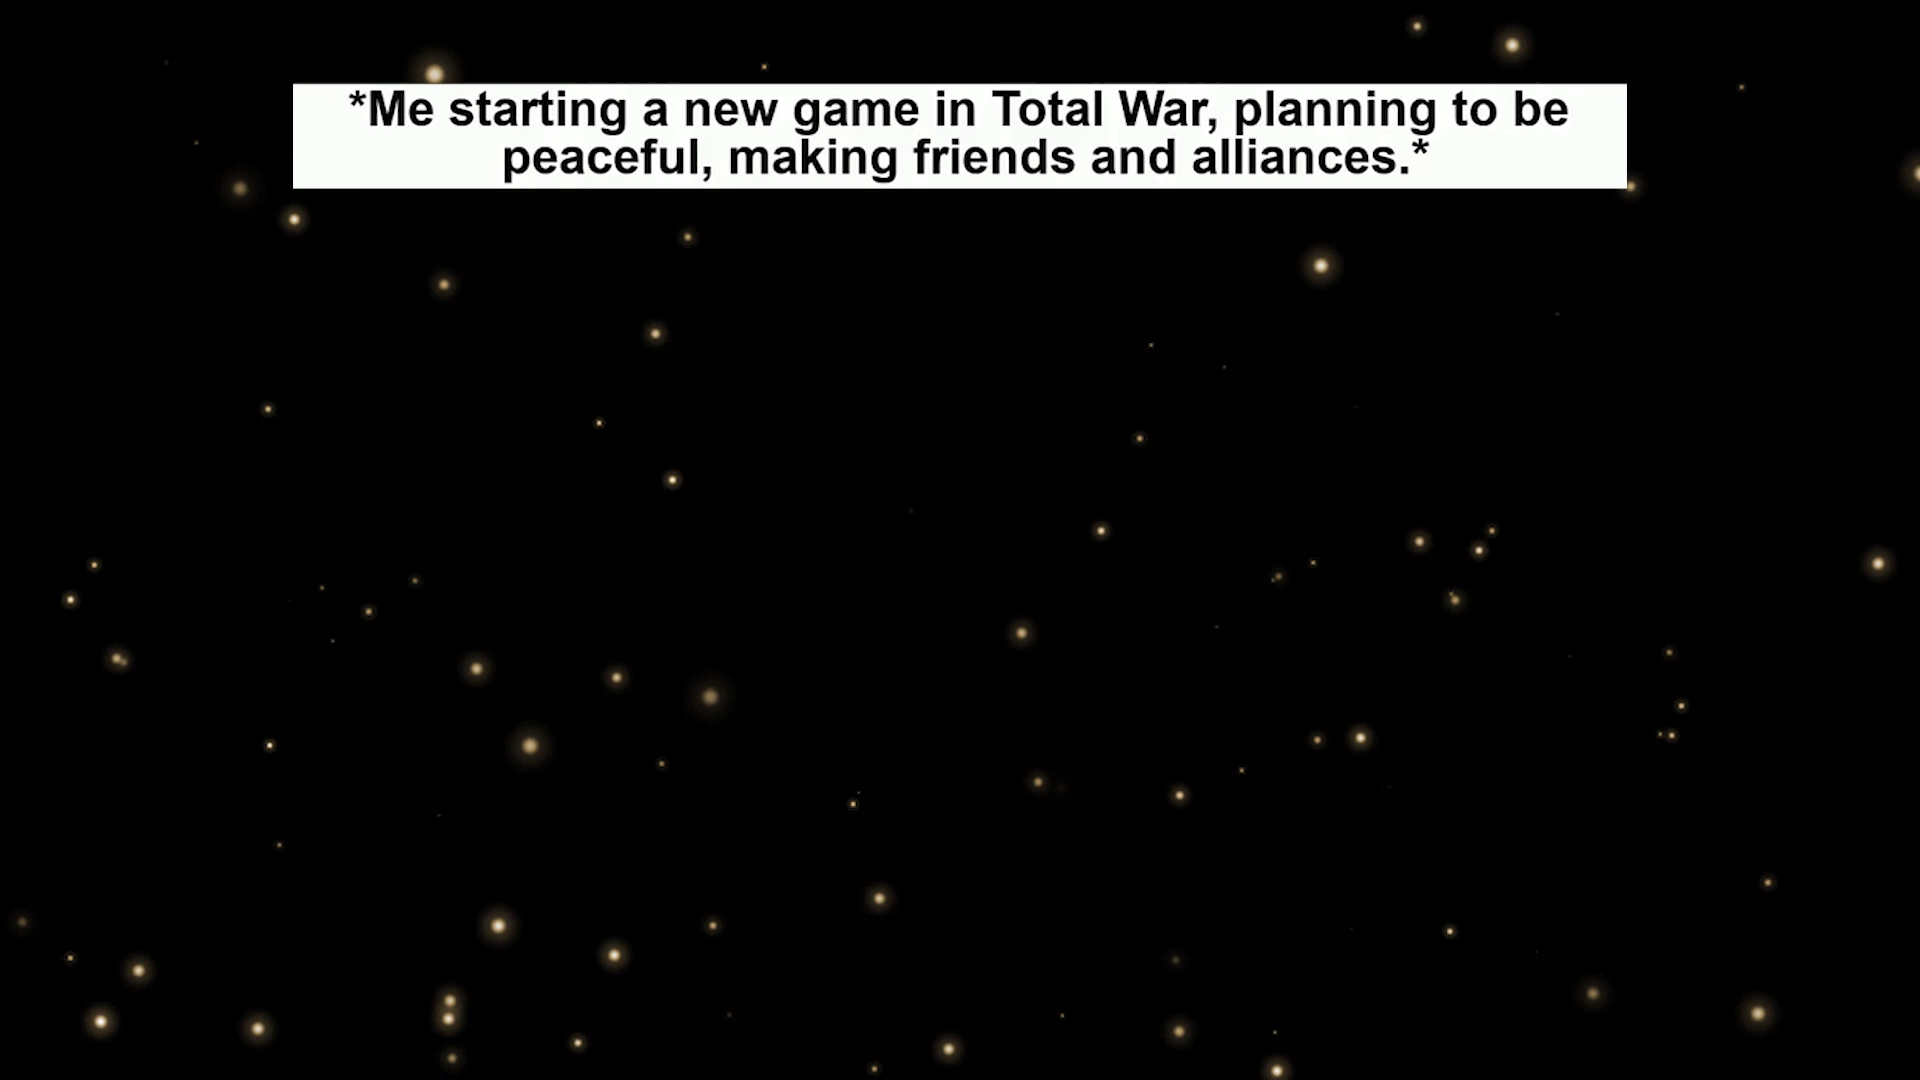 *Me starting a new game in Total War, planning to be
peaceful, making friends and alliances.*